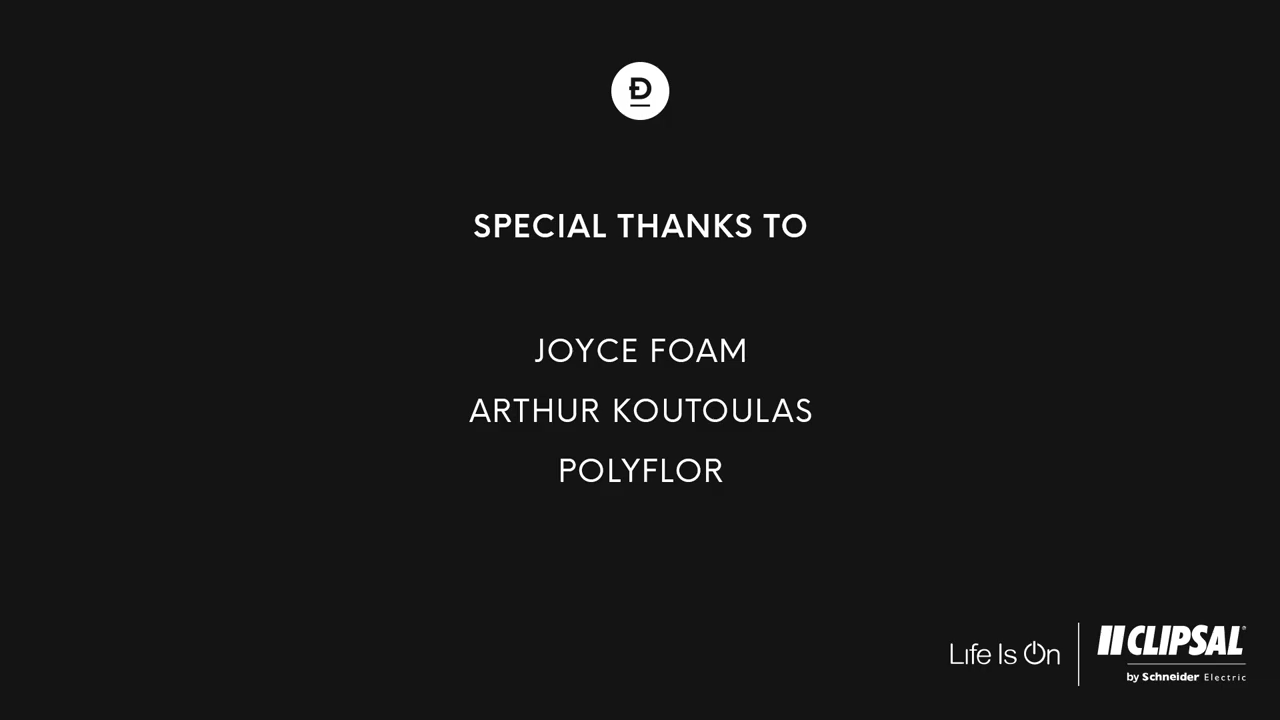 Đ
SPECIAL THANKS TO
JOYCE FOAM
ARTHUR KOUTOULAS
POLYFLOR
Life Is On
CLIPSAL®
by Schneider Electric